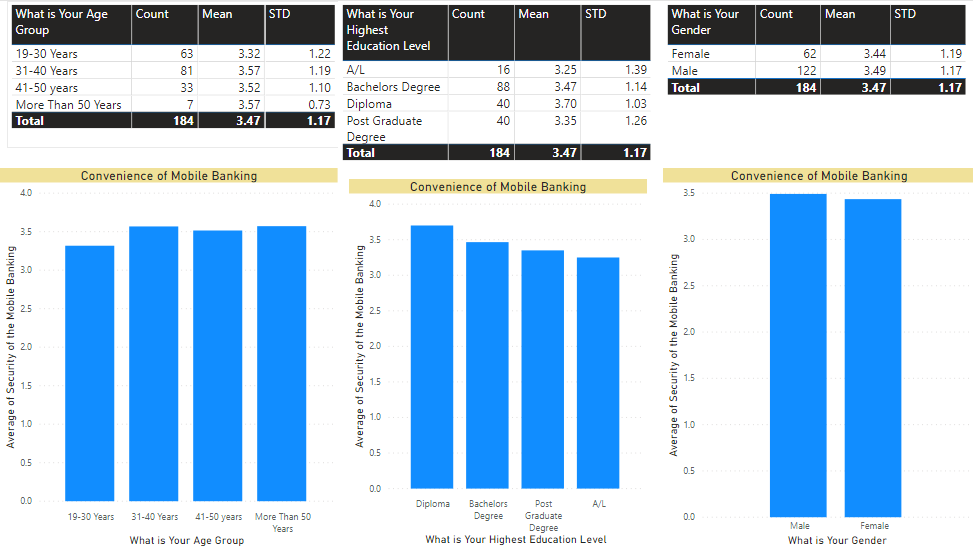 What is Your Age Group Count Mean STD
19-30 Years 63 3.32 1.22
31-40 Years 81 3.57 1.19
41-50 years 33 3.52 1.10
More Than 50 Years 7 3.57 0.73
Total 184 3.47 1.17
What is Your Highest Education Level Count Mean STD
A/L 16 3.25 1.39
Bachelors Degree 88 3.47 1.14
Diploma 40 3.70 1.03
Post Graduate Degree 40 3.35 1.26
Total 184 3.47 1.17
What is Your Gender Count Mean STD
Female 62 3.44 1.19
Male 122 3.49 1.17
Total 184 3.47 1.17
Convenience of Mobile Banking
Average of Security of the Mobile Banking
4.0
3.5
3.0
2.5
2.0
1.5
1.0
0.5
0.0
19-30 Years 31-40 Years 41-50 years More Than 50 Years
What is Your Age Group
Convenience of Mobile Banking
Average of Security of the Mobile Banking
4.0
3.5
3.0
2.5
2.0
1.5
1.0
0.5
0.0
Diploma Bachelors Degree Post Graduate Degree A/L
What is Your Highest Education Level
Convenience of Mobile Banking
Average of Security of the Mobile Banking
3.5
3.0
2.5
2.0
1.5
1.0
0.5
0.0
Male Female
What is Your Gender